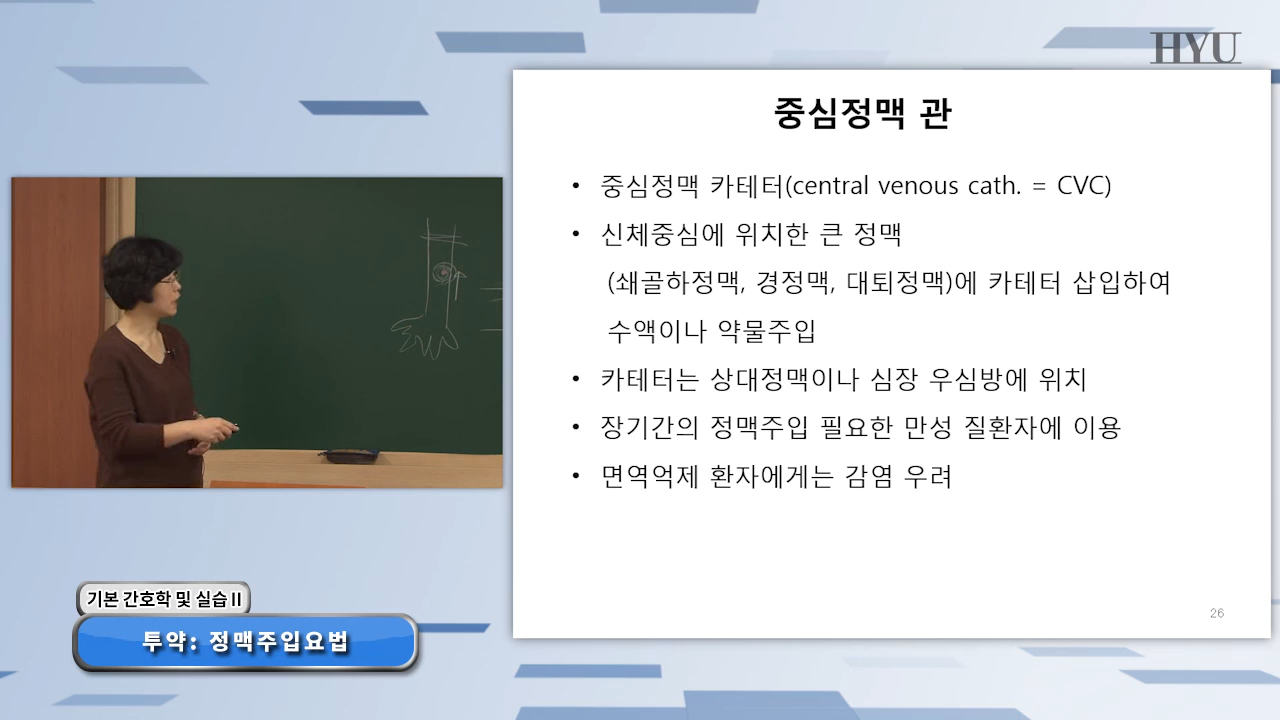 HYU
중심정맥 관
• 중심정맥 카테터(central venous cath. = CVC)
• 신체중심에 위치한 큰 정맥
(쇄골하정맥, 경정맥, 대퇴정맥)에 카테터 삽입하여
수액이나 약물주입
• 카테터는 상대정맥이나 심장 우심방에 위치
• 장기간의 정맥주입 필요한 만성 질환자에 이용
• 면역억제 환자에게는 감염 우려
26
기본 간호학 및 실습 II
투약: 정맥주입요법